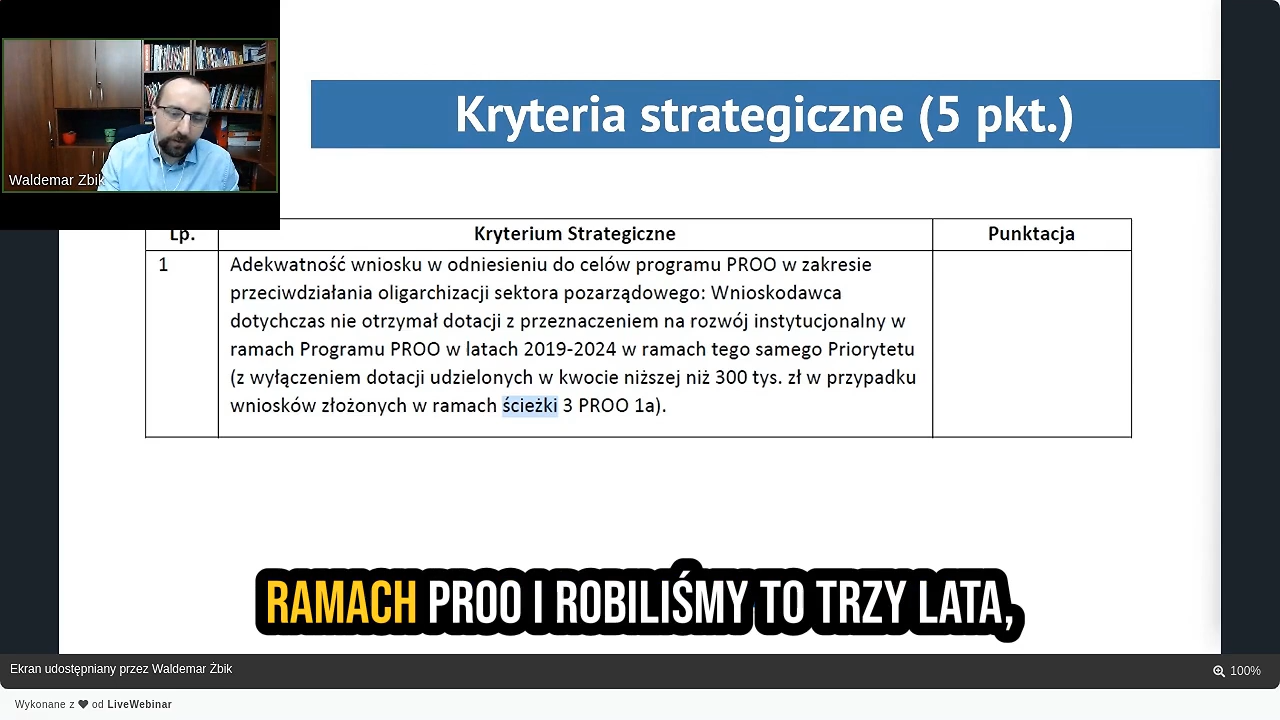 Kryteria strategiczne (5 pkt.)
Waldemar Zbik
Lp. Kryterium Strategiczne Punktacja
1 Adekwatność wniosku w odniesieniu do celów programu PROO w zakresie
przeciwdziałania oligarchizacji sektora pozarządowego: Wnioskodawca
dotychczas nie otrzymał dotacji z przeznaczeniem na rozwój instytucjonalny w
ramach Programu PROO w latach 2019-2024 w ramach tego samego Priorytetu
(z wyłączeniem dotacji udzielonych w kwocie niższej niż 300 tys. zł w przypadku
wniosków złożonych w ramach ścieżki 3 PROO 1a).
RAMACH PROO I ROBILIŚMY TO TRZY LATA,
Ekran udostępniany przez Waldemar Żbik 100%
Wykonane z ❤ od LiveWebinar